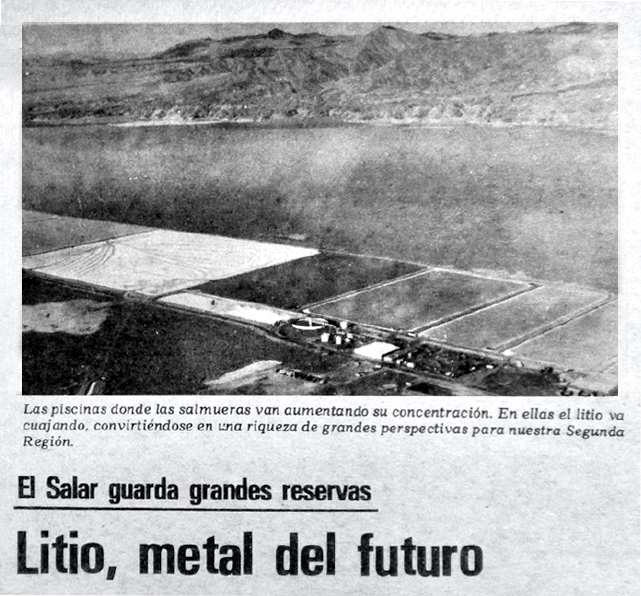 Las piscinas donde las salmueras van aumentando su concentración. En ellas el litio va
cuajando, convirtiéndose en una riqueza de grandes perspectivas para nuestra Segunda
Región.
El Salar guarda grandes reservas
Litio, metal del futuro